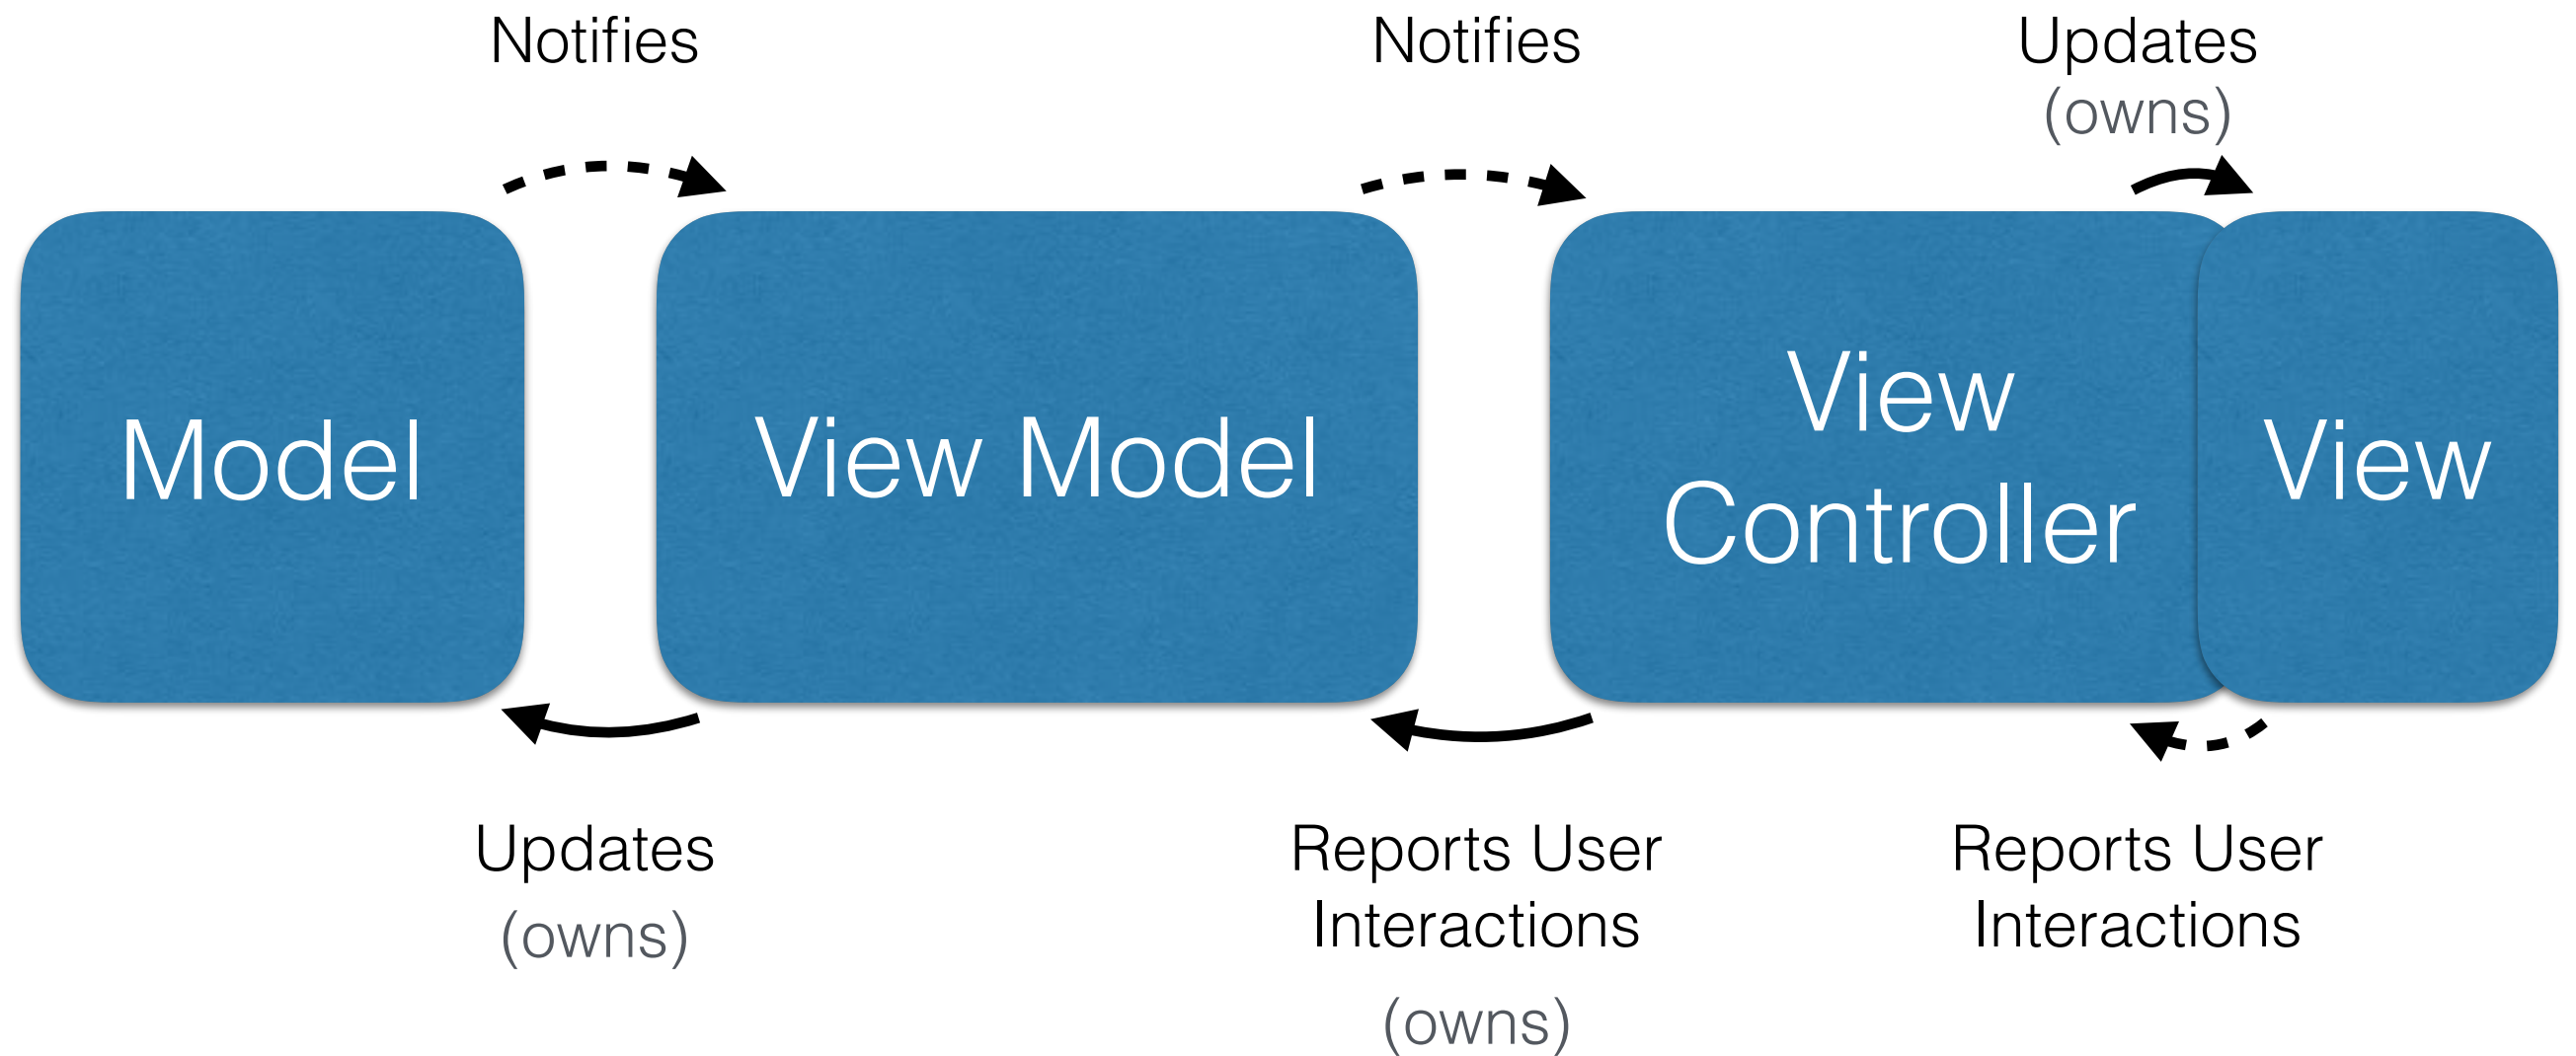 Notifies
Notifies
Updates
(owns)
Model
View Model
View
Controller
View
Updates
(owns)
Reports User
Interactions
(owns)
Reports User
Interactions